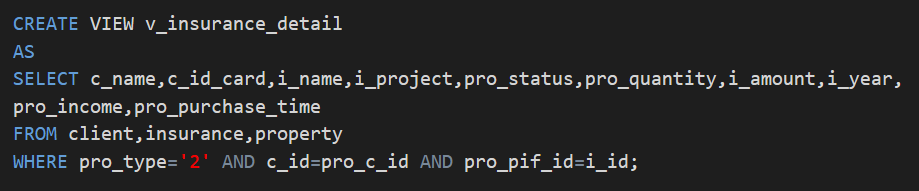 CREATE VIEW v_insurance_detail
AS
SELECT c_name,c_id_card,i_name,i_project,pro_status,pro_quantity,i_amount,i_year,
pro_income,pro_purchase_time
FROM client,insurance,property
WHERE pro_type='2' AND c_id=pro_c_id AND pro_pif_id=i_id;